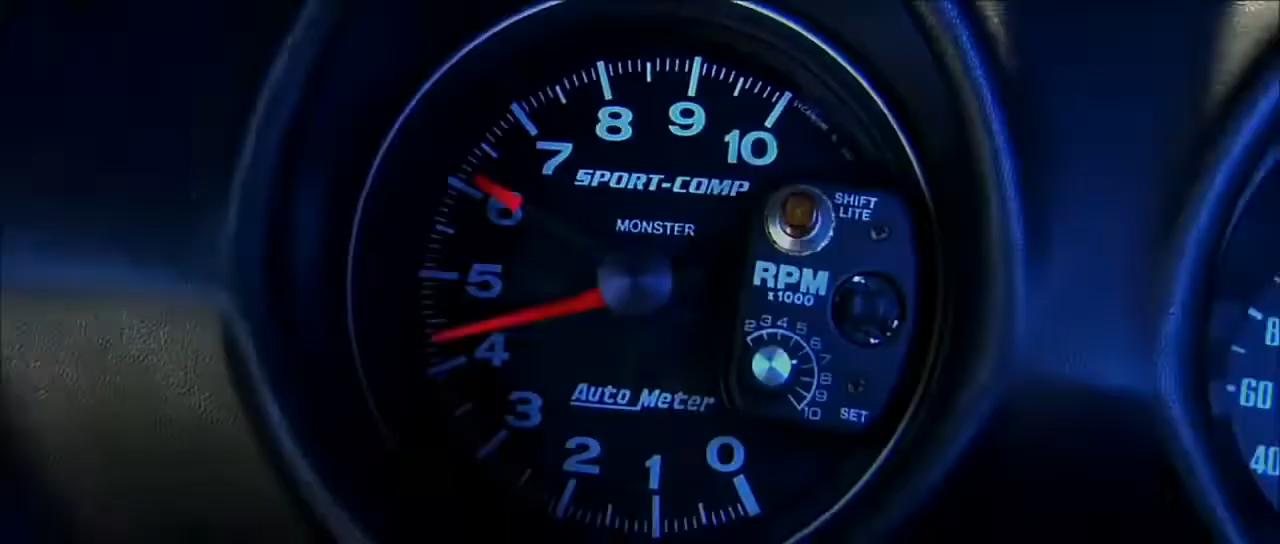 8
9
10
7
SPORT-COMP
6
MONSTER
SHIFT
LITE
5
RPM
x1000
2 3 4 5 6 7 8 9 10
4
3
Auto Meter
SET
2
1
0
8
60
40